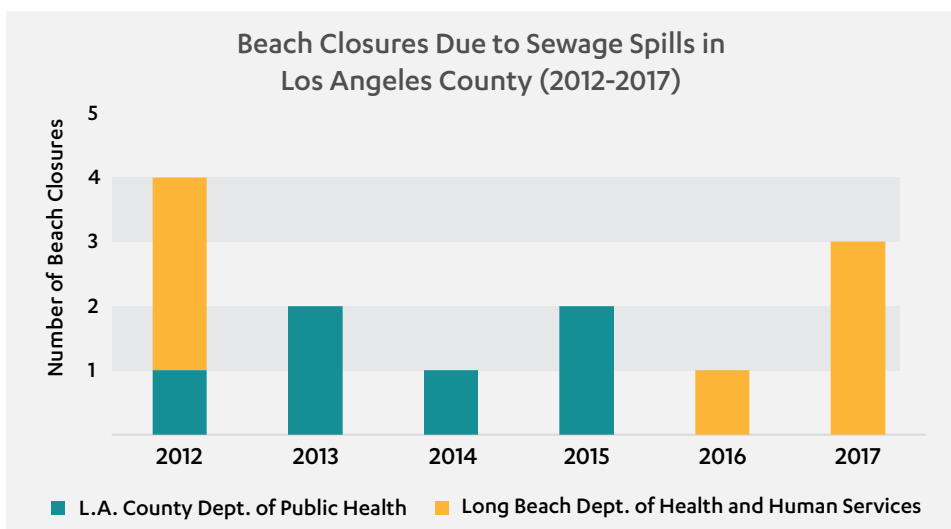 Beach Closures Due to Sewage Spills in
Los Angeles County (2012-2017)
Number of Beach Closures
5
4
3
2
1
2012 2013 2014 2015 2016 2017
L.A. County Dept. of Public Health Long Beach Dept. of Health and Human Services